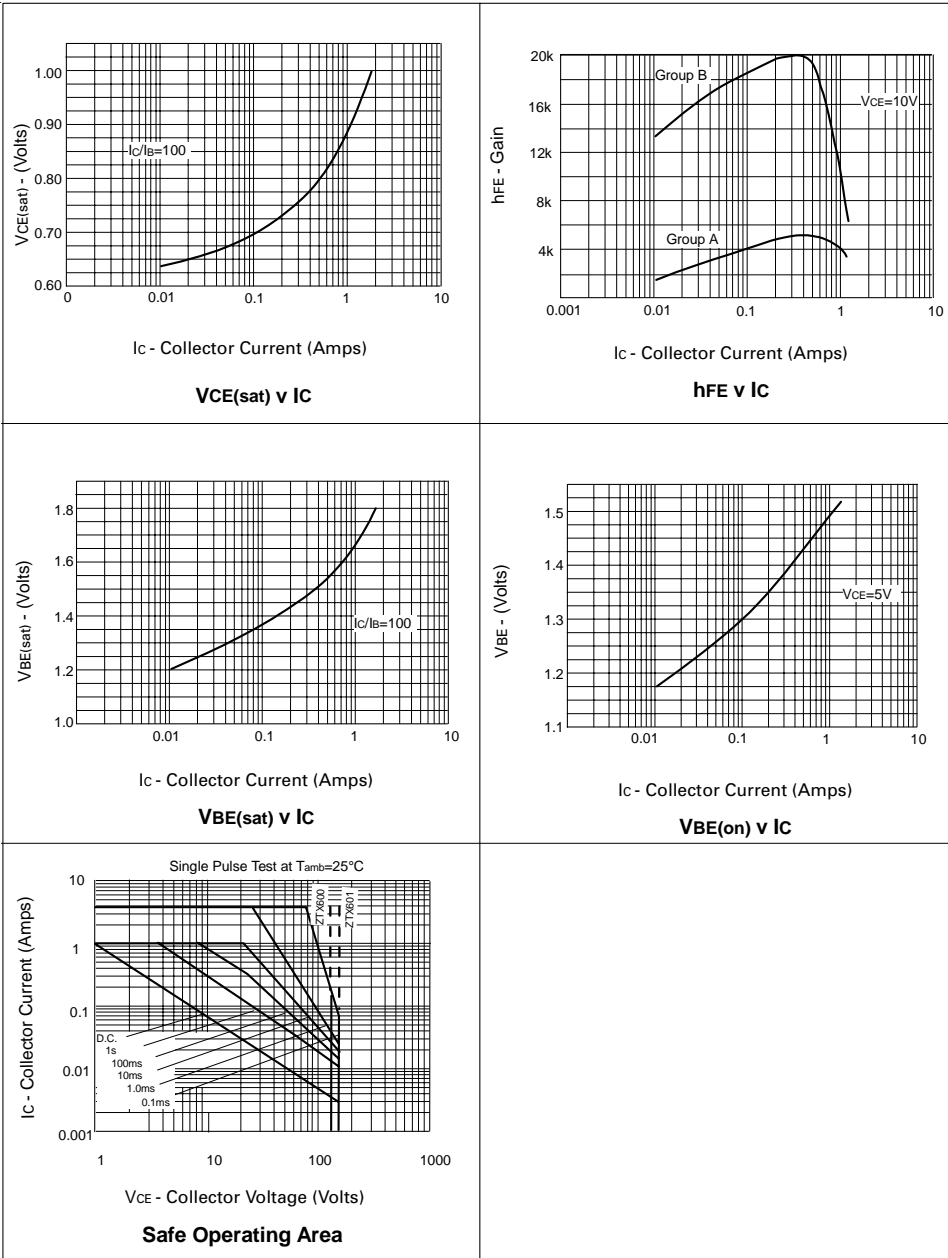 1.00
0.90
0.80
0.70
0.60
VCE(sat) - (Volts)
IC/IB=100
0
0.01
0.1
1
10
IC - Collector Current (Amps)
VCE(sat) v IC
20k
16k
12k
8k
4k
hFE - Gain
Group B
VCE=10V
Group A
0.001
0.01
0.1
1
10
IC - Collector Current (Amps)
hFE v IC
1.8
1.6
1.4
1.2
1.0
VBE(sat) - (Volts)
IC/IB=100
0.01
0.1
1
10
IC - Collector Current (Amps)
VBE(sat) v IC
1.5
1.4
1.3
1.2
1.1
VBE - (Volts)
VCE=5V
0.01
0.1
1
10
IC - Collector Current (Amps)
VBE(on) v IC
Single Pulse Test at Tamb=25°C
10
1
0.1
0.01
0.001
IC - Collector Current (Amps)
ZTX600
ZTX601
D.C.
1s
100ms
10ms
1.0ms
0.1ms
1
10
100
1000
VCE - Collector Voltage (Volts)
Safe Operating Area